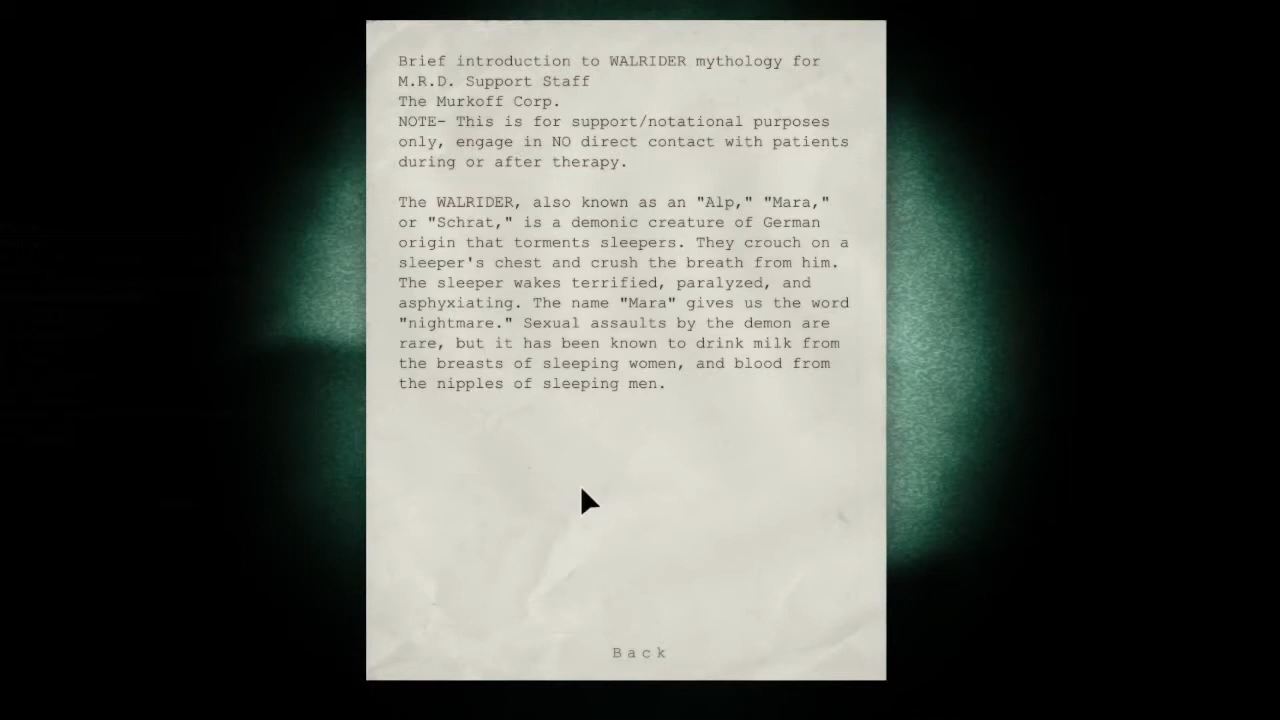 Brief introduction to WALRIDER mythology for
M.R.D. Support Staff
The Murkoff Corp.
NOTE- This is for support/notational purposes
only, engage in NO direct contact with patients
during or after therapy.
The WALRIDER, also known as an "Alp," "Mara,"
or "Schrat," is a demonic creature of German
origin that torments sleepers. They crouch on a
sleeper's chest and crush the breath from him.
The sleeper wakes terrified, paralyzed, and
asphyxiating. The name "Mara" gives us the word
"nightmare." Sexual assaults by the demon are
rare, but it has been known to drink milk from
the breasts of sleeping women, and blood from
the nipples of sleeping men.
Back